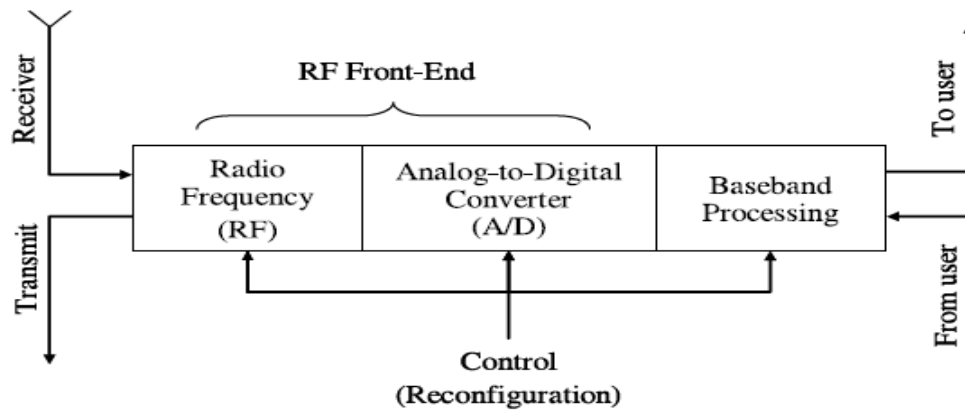 RF Front-End
Receiver
To user
Radio
Frequency
(RF)
Analog-to-Digital
Converter
(A/D)
Baseband
Processing
Transmit
From user
Control
(Reconfiguration)